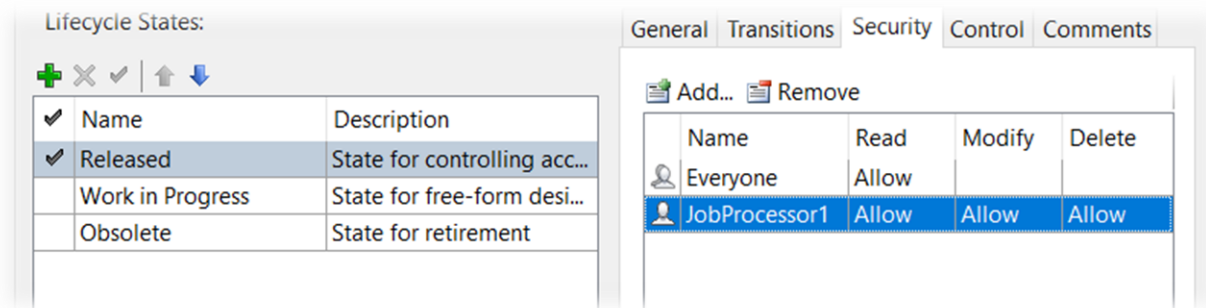 Lifecycle States:
Name Description
Released State for controlling acc...
Work in Progress State for free-form desi...
Obsolete State for retirement
General Transitions Security Control Comments
Add... Remove
Name Read Modify Delete
Everyone Allow
JobProcessor1 Allow Allow Allow